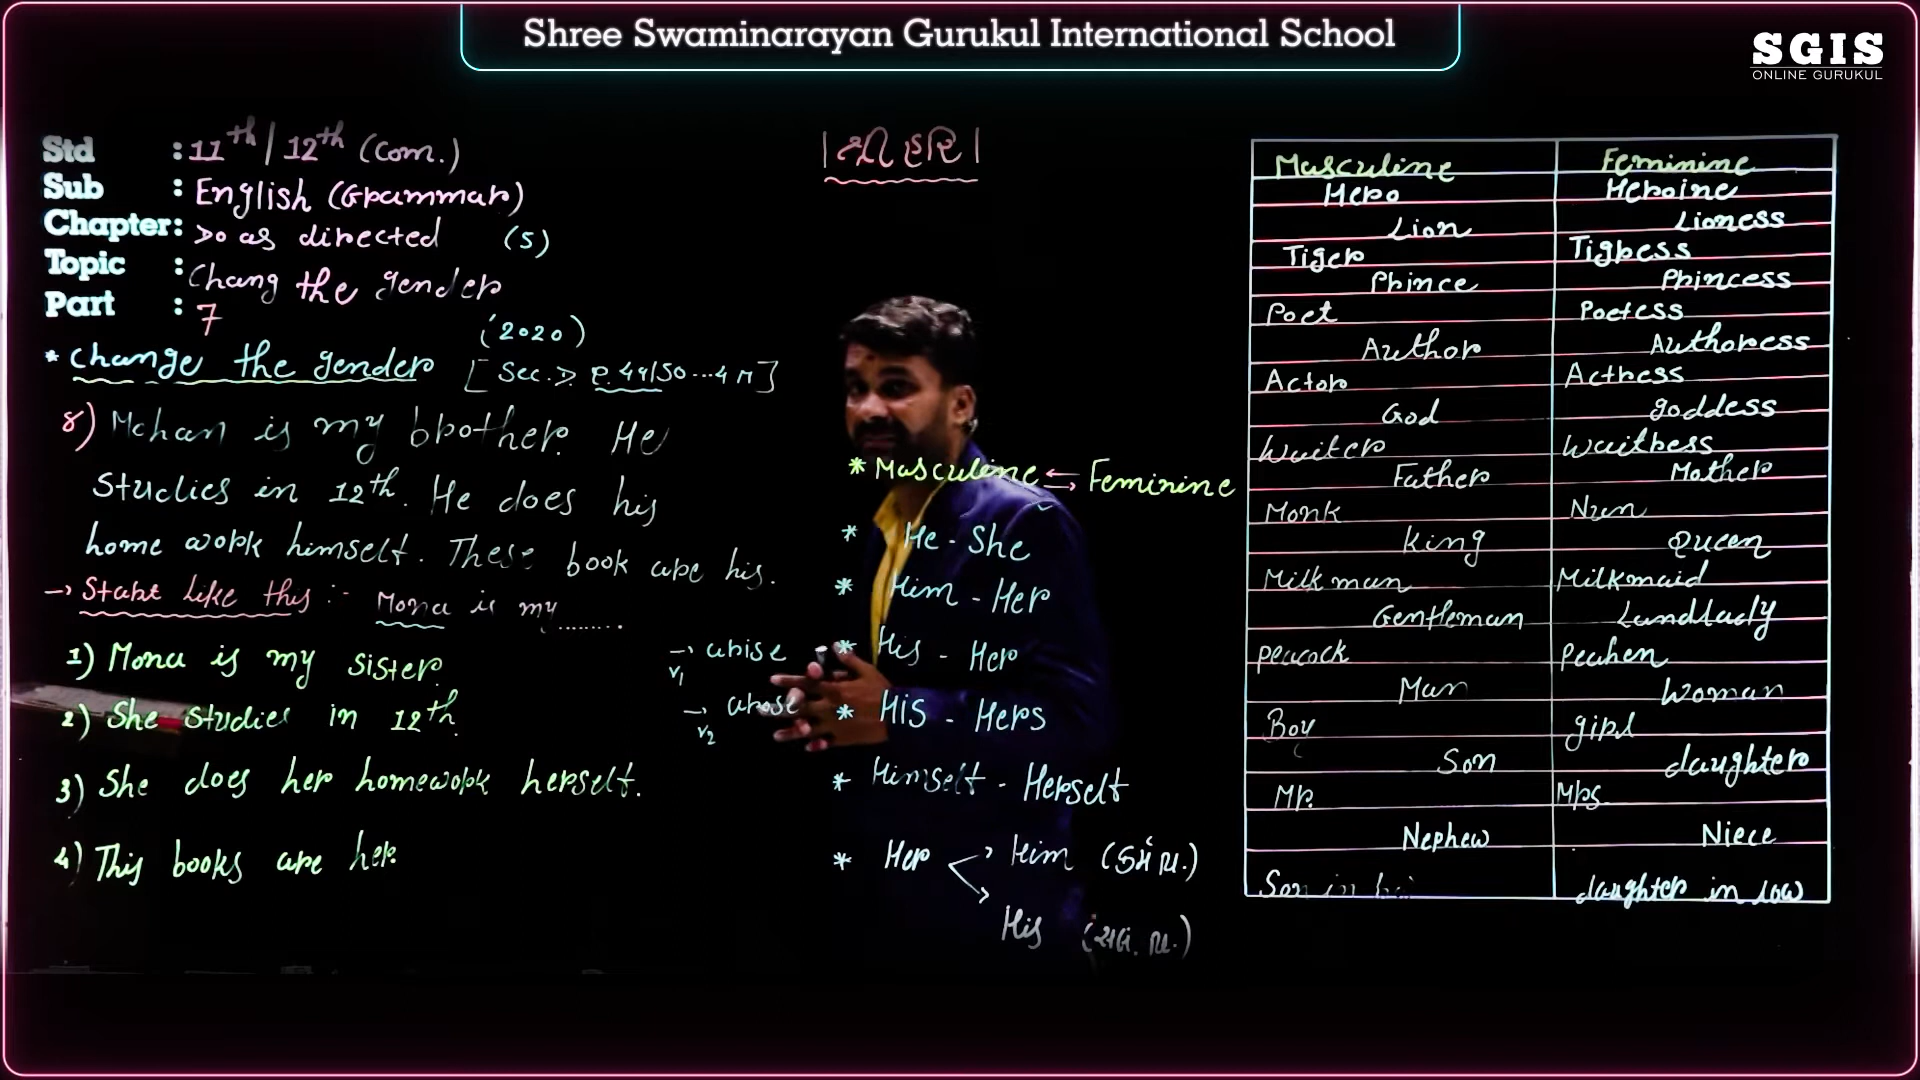 Shree Swaminarayan Gurukul International School
SGIS
ONLINE GURUKUL
Std : 11th / 12th (Com.)
Sub : English (Grammar)
Chapter: Do as directed (5)
Topic : Chang the gender
Part : 7
| શ્રી હરિ |
(2020)
* Change the gender [Sec. D P. 49/50...4 M]
8) Mohan is my brother. He
Studies in 12th. He does his
home work himself. These book are his.
→ Start like this :- Mona is my........
1) Mona is my sister.
2) She studies in 12th.
3) She does her homework herself.
4) This books are her
→ arise
V1
→ arose
V2
* Masculine ⇆ Feminine
* He - She
* Him - Her
* His - Her
* HIS - Hers
* Himself - Herself
* Her → Him (કર્મ વિ.)
→ His
Masculine Feminine
Hero Heroine
Lion Lioness
Tiger Tigress
Prince Princess
Poet Poetess
Author Authoress
Actor Actress
God goddess
Waiter Waitress
Father Mother
Monk Nun
King Queen
Milkman Milkmaid
Gentleman Landlady
Peacock Peahen
Man Woman
Boy girl
Son daughter
Mr. Mrs.
Nephew Niece
Son in daughter in low